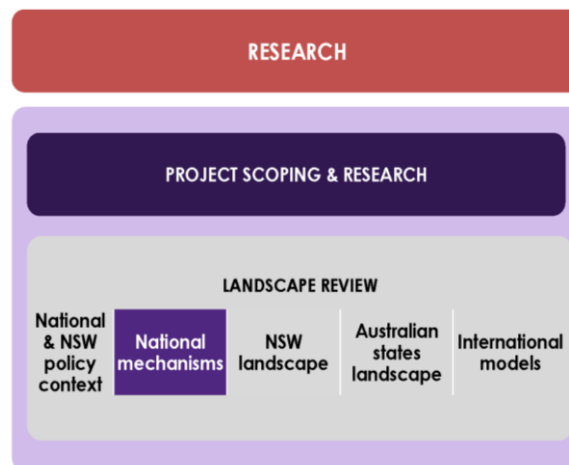 RESEARCH
PROJECT SCOPING & RESEARCH
LANDSCAPE REVIEW
National
& NSW
policy
context
National
mechanisms
NSW
landscape
Australian
states
landscape
International
models